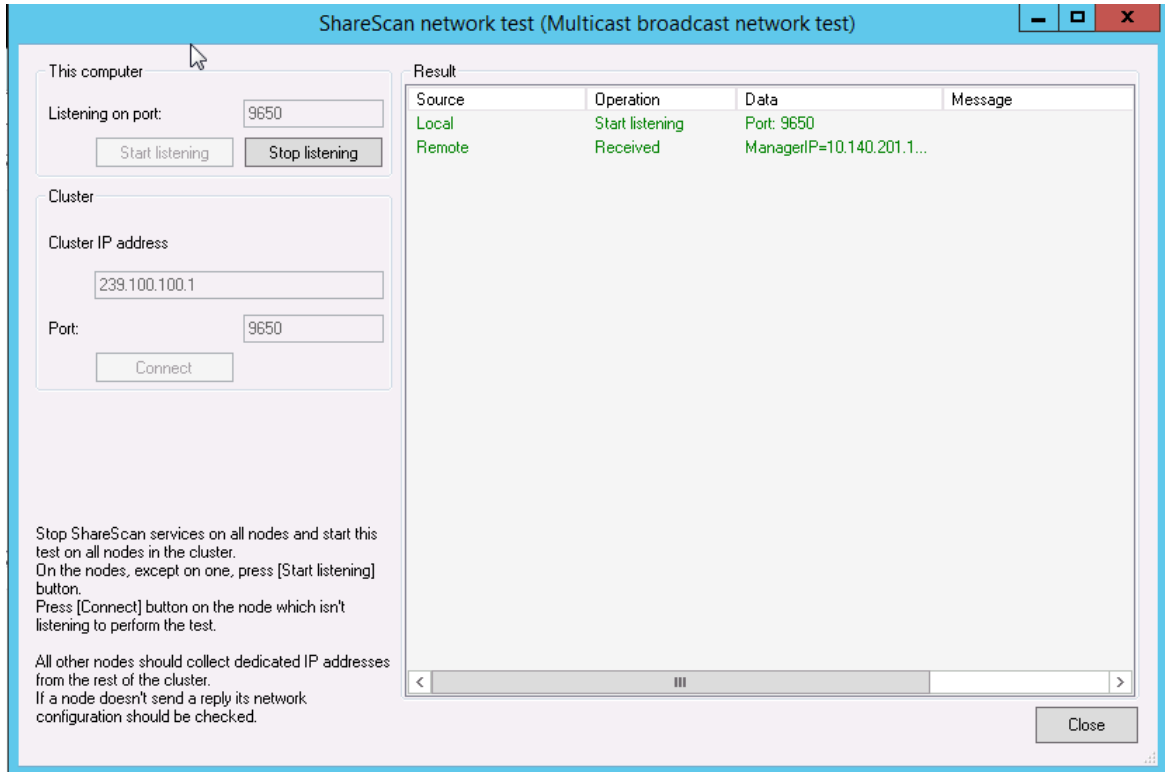 ShareScan network test (Multicast broadcast network test)
This computer
Listening on port:
9650
Start listening
Stop listening
Cluster
Cluster IP address
239.100.100.1
Port:
9650
Connect
Stop ShareScan services on all nodes and start this
test on all nodes in the cluster.
On the nodes, except on one, press [Start listening]
button.
Press [Connect] button on the node which isn't
listening to perform the test.
All other nodes should collect dedicated IP addresses
from the rest of the cluster.
If a node doesn't send a reply its network
configuration should be checked.
Result
Source Operation Data Message
Local Start listening Port: 9650
Remote Received ManagerIP=10.140.201.1...
Close